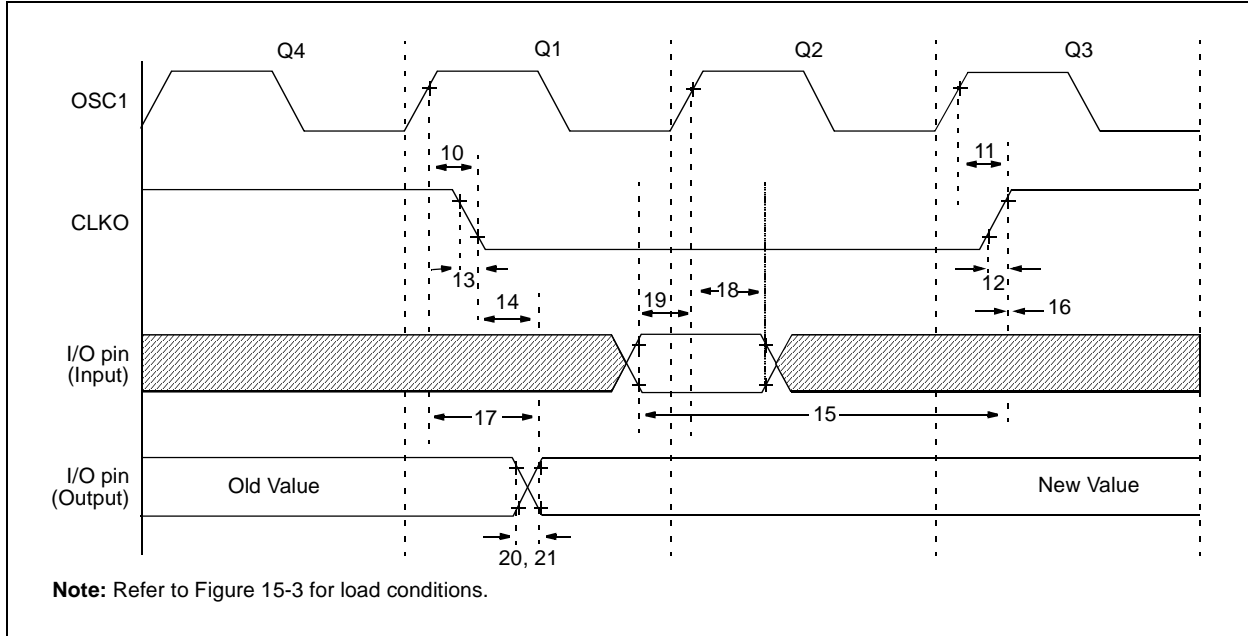 Q4 Q1 Q2 Q3
OSC1
10 11
CLKO
13 12
14 19 18 16
I/O pin
(Input)
17 15
I/O pin
(Output)
Old Value New Value
20, 21
Note: Refer to Figure 15-3 for load conditions.